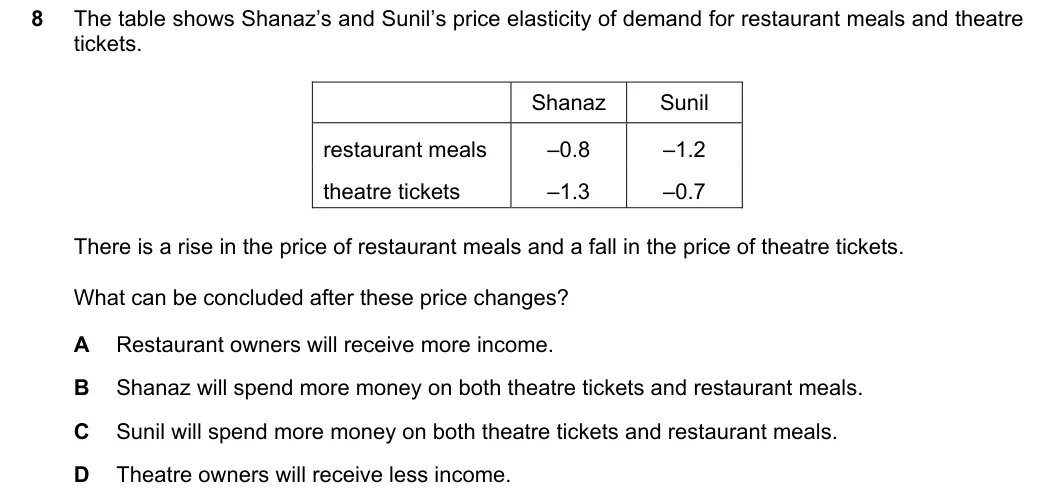 8 The table shows Shanaz’s and Sunil’s price elasticity of demand for restaurant meals and theatre
tickets.
Shanaz Sunil
restaurant meals –0.8 –1.2
theatre tickets –1.3 –0.7
There is a rise in the price of restaurant meals and a fall in the price of theatre tickets.
What can be concluded after these price changes?
A Restaurant owners will receive more income.
B Shanaz will spend more money on both theatre tickets and restaurant meals.
C Sunil will spend more money on both theatre tickets and restaurant meals.
D Theatre owners will receive less income.